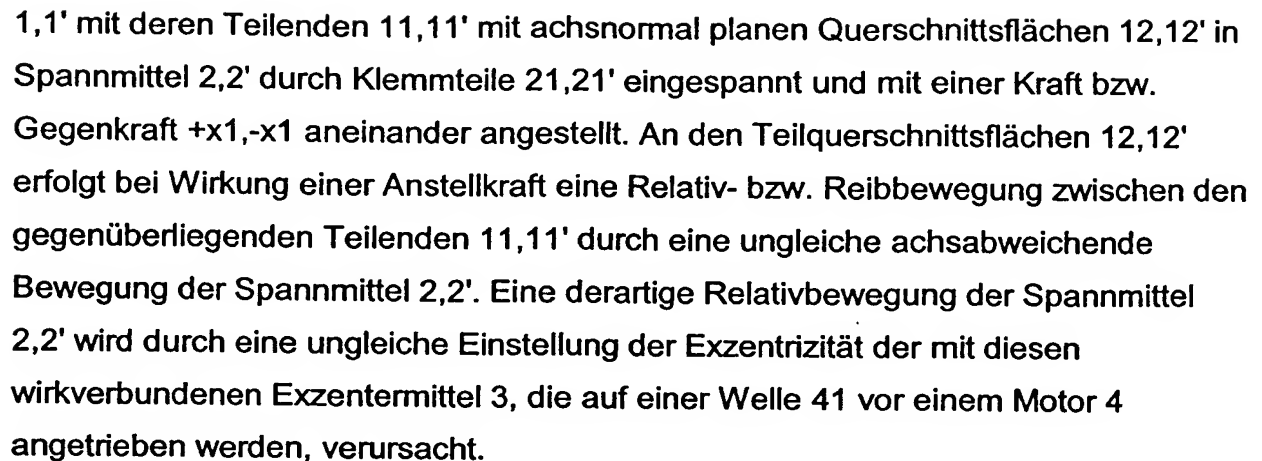 1,1' mit deren Teilenden 11,11' mit achsnormal planen Querschnittsflächen 12,12' in
Spannmittel 2,2' durch Klemmteile 21,21' eingespannt und mit einer Kraft bzw.
Gegenkraft +x1,-x1 aneinander angestellt. An den Teilquerschnittsflächen 12,12'
erfolgt bei Wirkung einer Anstellkraft eine Relativ- bzw. Reibbewegung zwischen den
gegenüberliegenden Teilenden 11,11' durch eine ungleiche achsabweichende
Bewegung der Spannmittel 2,2'. Eine derartige Relativbewegung der Spannmittel
2,2' wird durch eine ungleiche Einstellung der Exzentrizität der mit diesen
wirkverbundenen Exzentermittel 3, die auf einer Welle 41 vor einem Motor 4
angetrieben werden, verursacht.